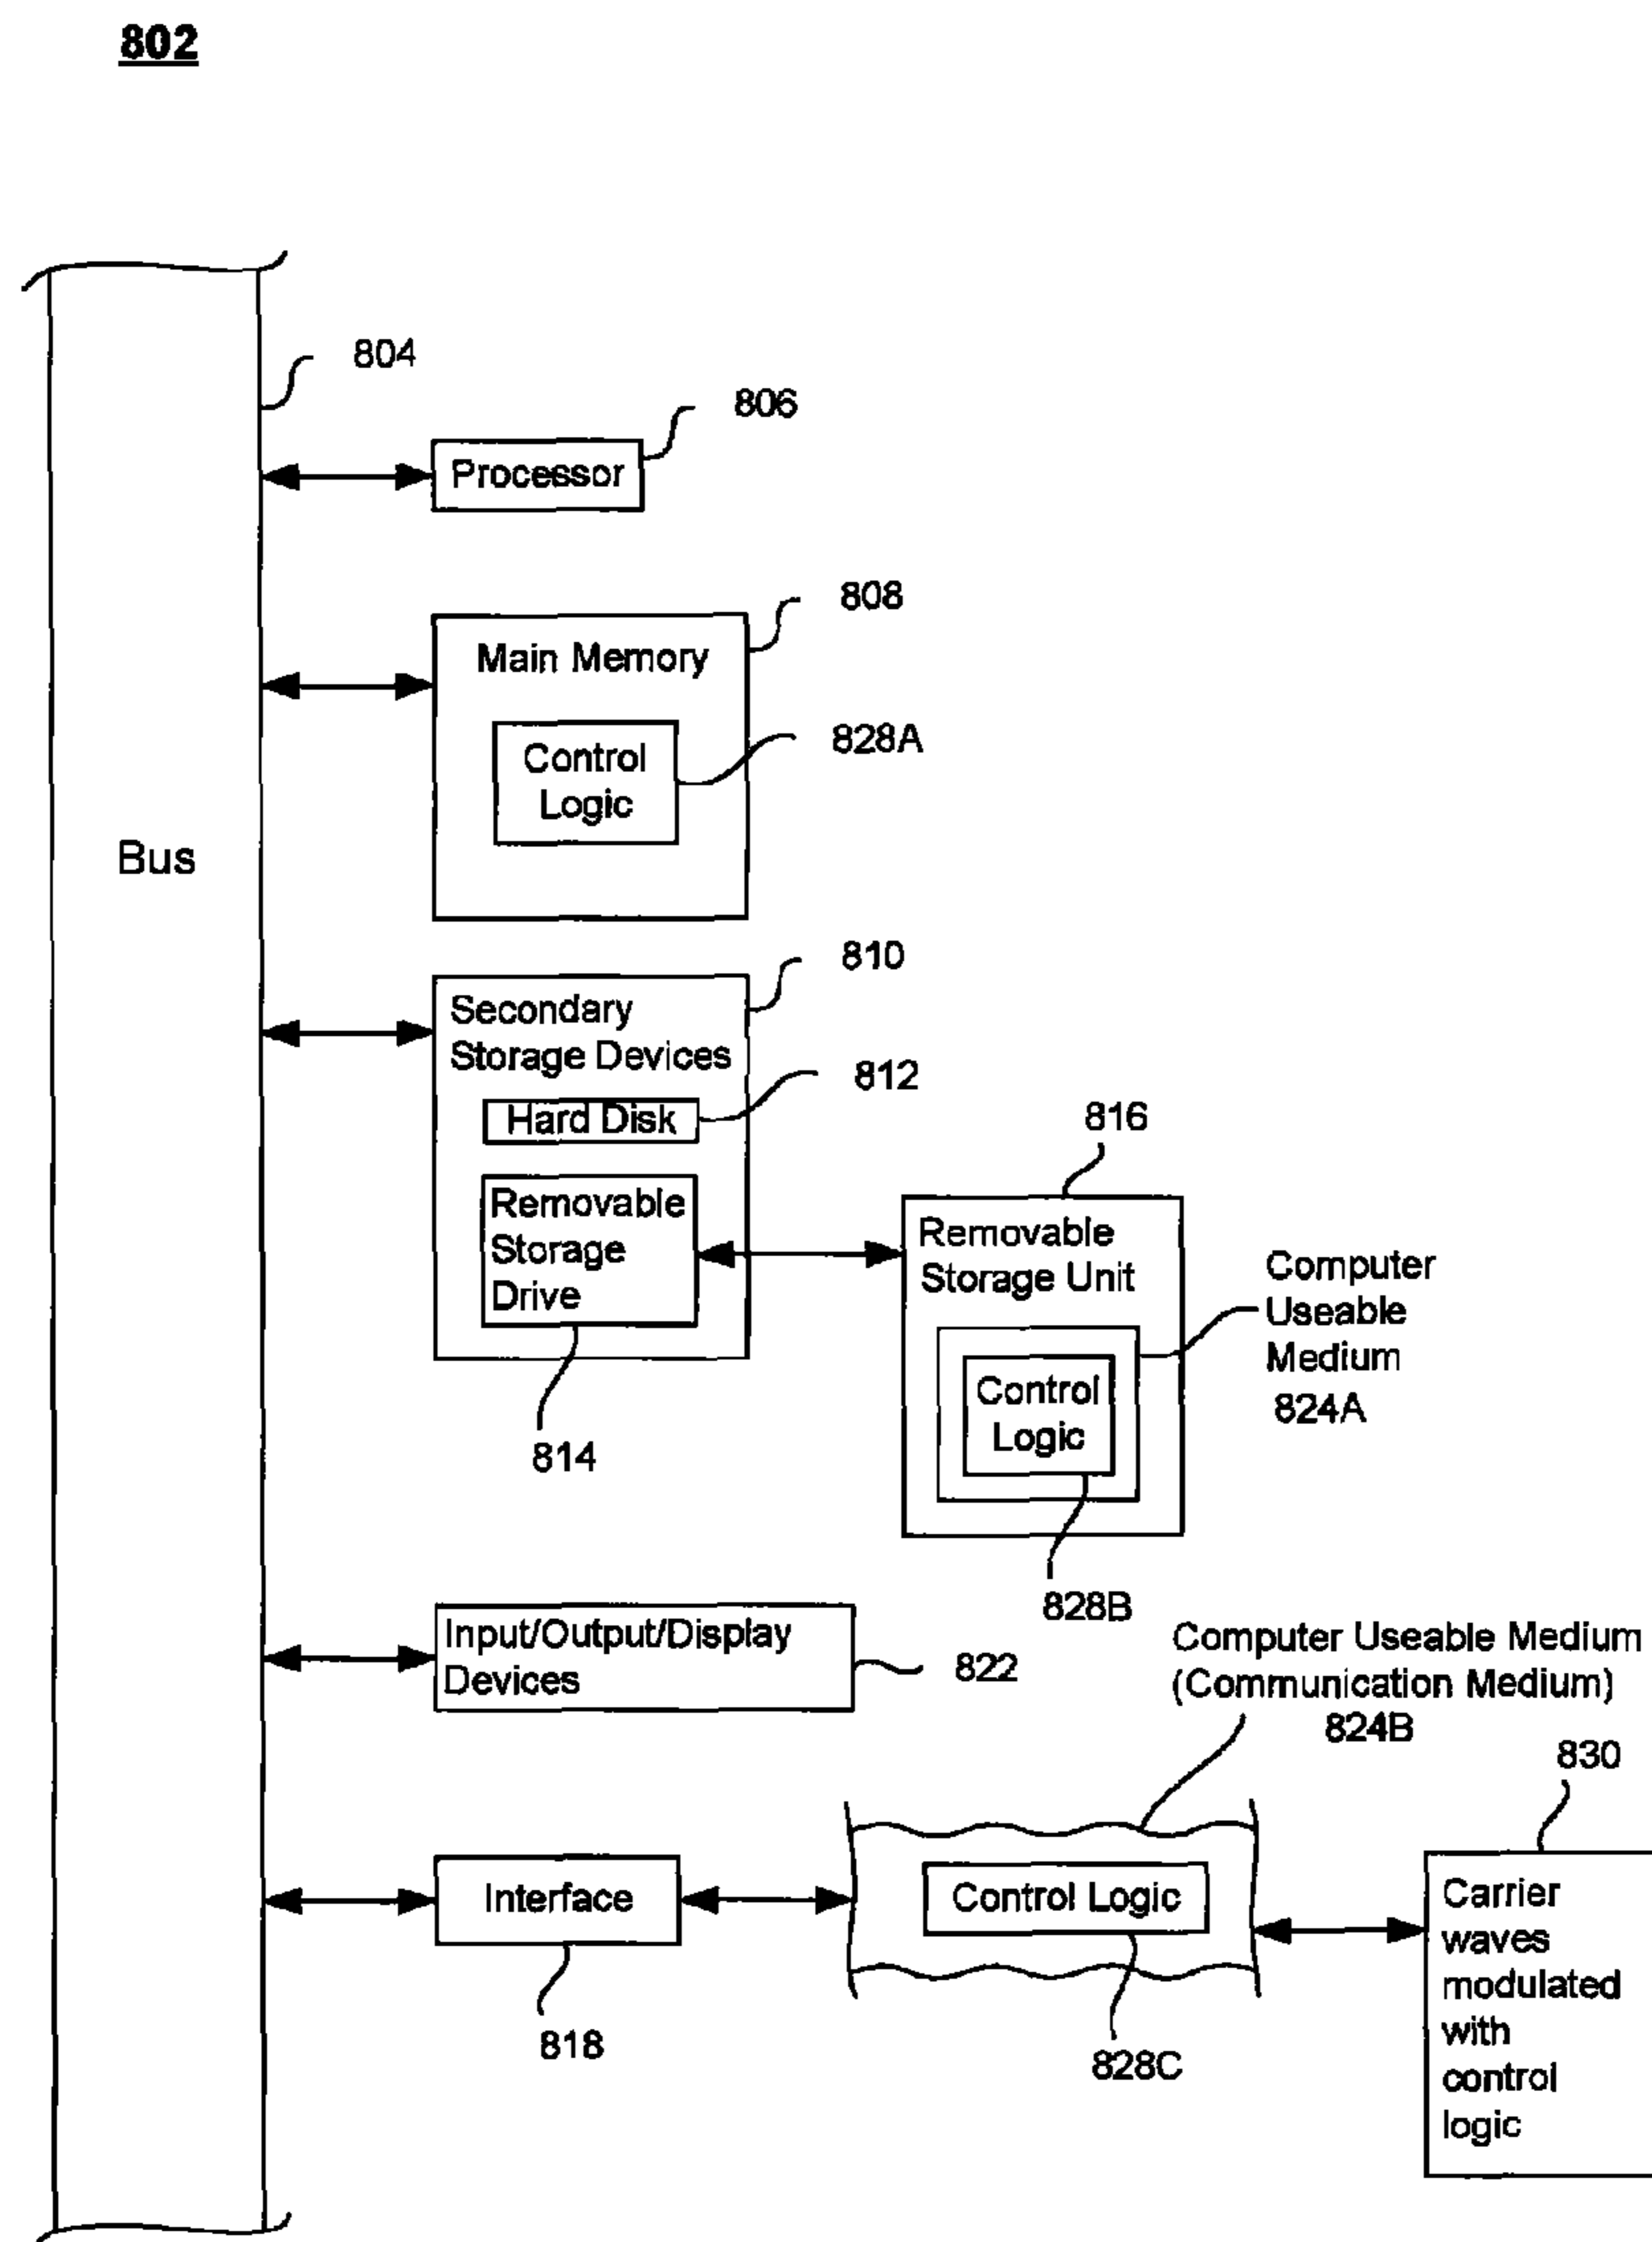 802
804
806
Processor
808
Main Memory
828A
Control
Logic
Bus
810
Secondary
Storage Devices
812
Hard Disk
816
Removable
Storage
Drive
Removable
Storage Unit
Computer
Useable
Medium
824A
Control
Logic
814
828B
Input/Output/Display
Devices
822
Computer Useable Medium
(Communication Medium)
824B
830
Interface
Control Logic
Carrier
waves
modulated
with
control
logic
818
828C